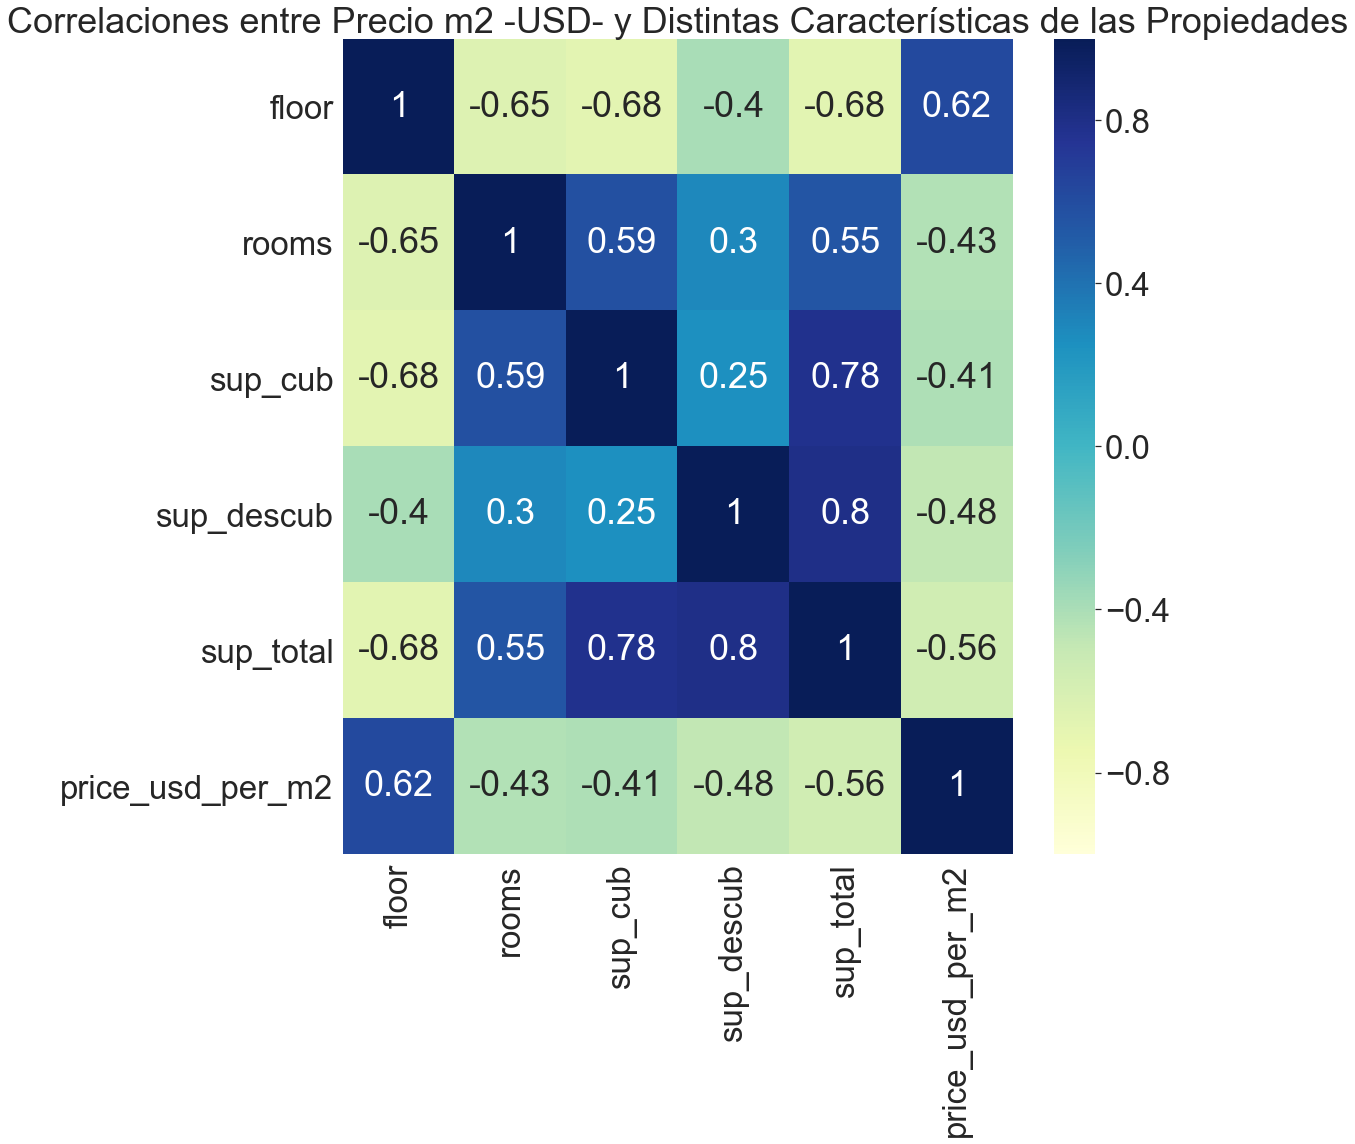 Correlaciones entre Precio m2 -USD- y Distintas Características de las Propiedades
floor 1 -0.65 -0.68 -0.4 -0.68 0.62
rooms -0.65 1 0.59 0.3 0.55 -0.43
sup_cub -0.68 0.59 1 0.25 0.78 -0.41
sup_descub -0.4 0.3 0.25 1 0.8 -0.48
sup_total -0.68 0.55 0.78 0.8 1 -0.56
price_usd_per_m2 0.62 -0.43 -0.41 -0.48 -0.56 1
floor
rooms
sup_cub
sup_descub
sup_total
price_usd_per_m2
0.8
0.4
0.0
−0.4
−0.8